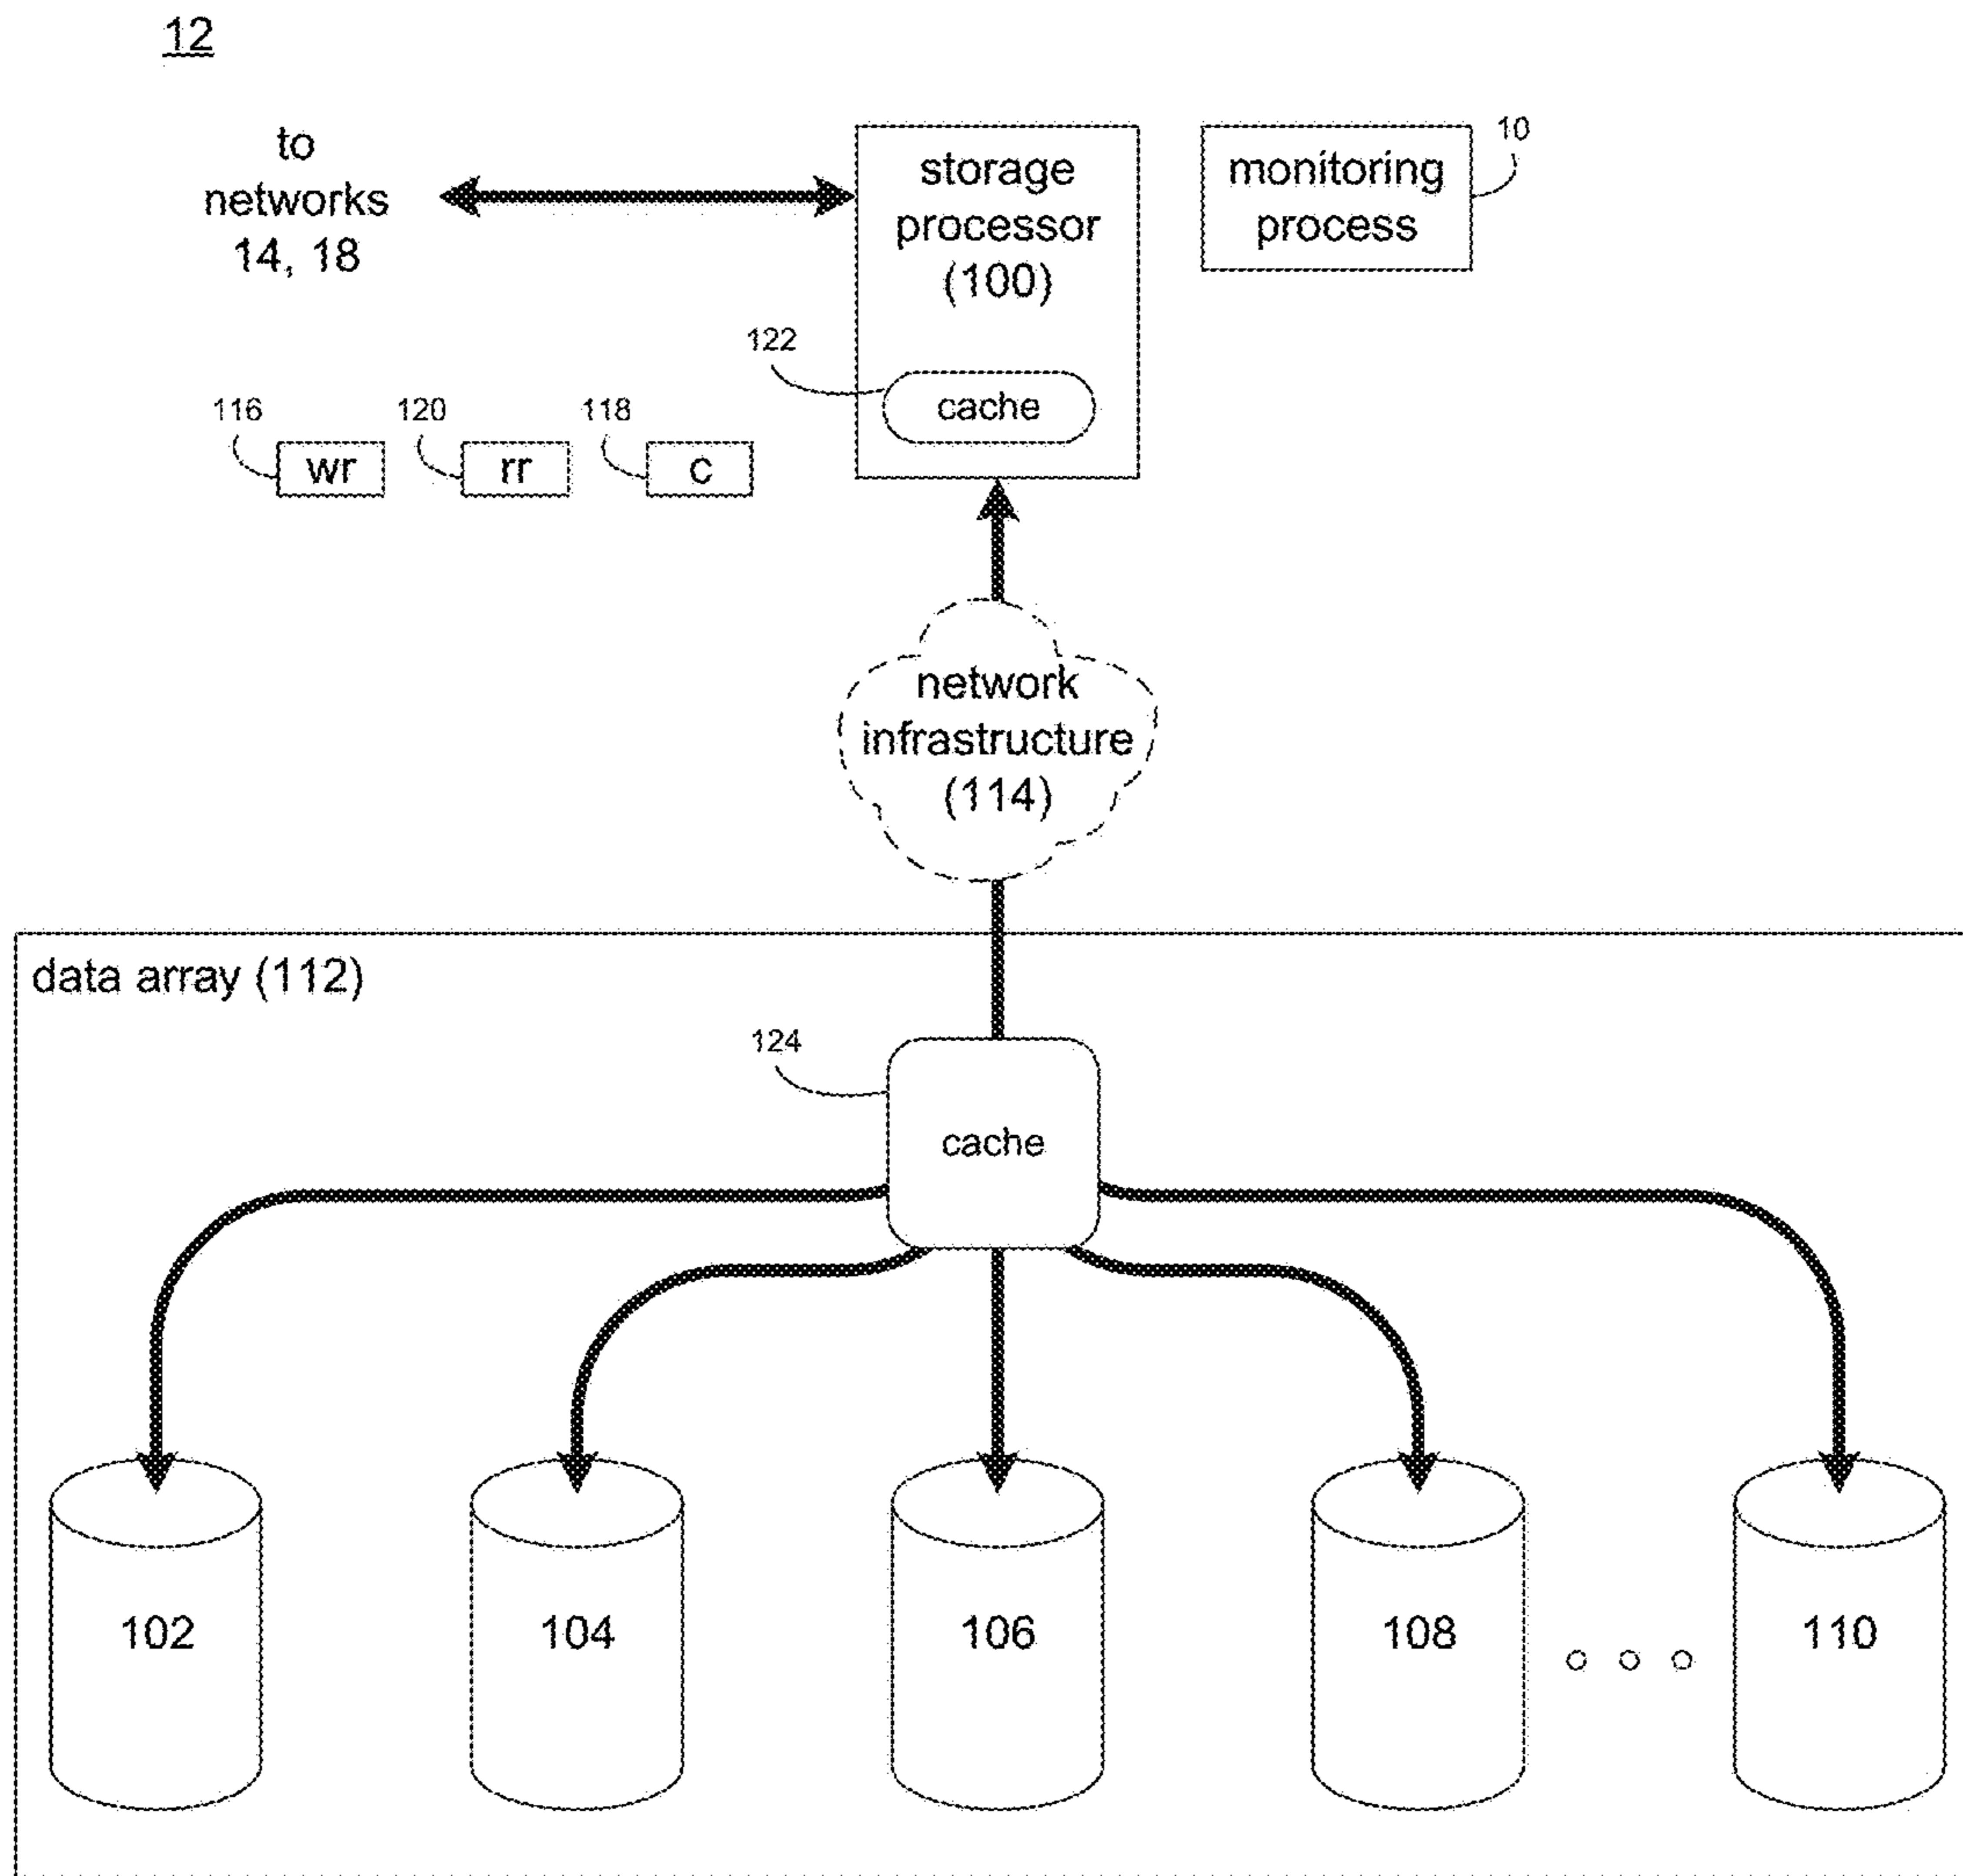 12
to
networks
14, 18
storage
processor
(100)
monitoring
process
10
122
cache
116
wr
120
rr
118
c
network
infrastructure
(114)
data array (112)
124
cache
102
104
106
108
110